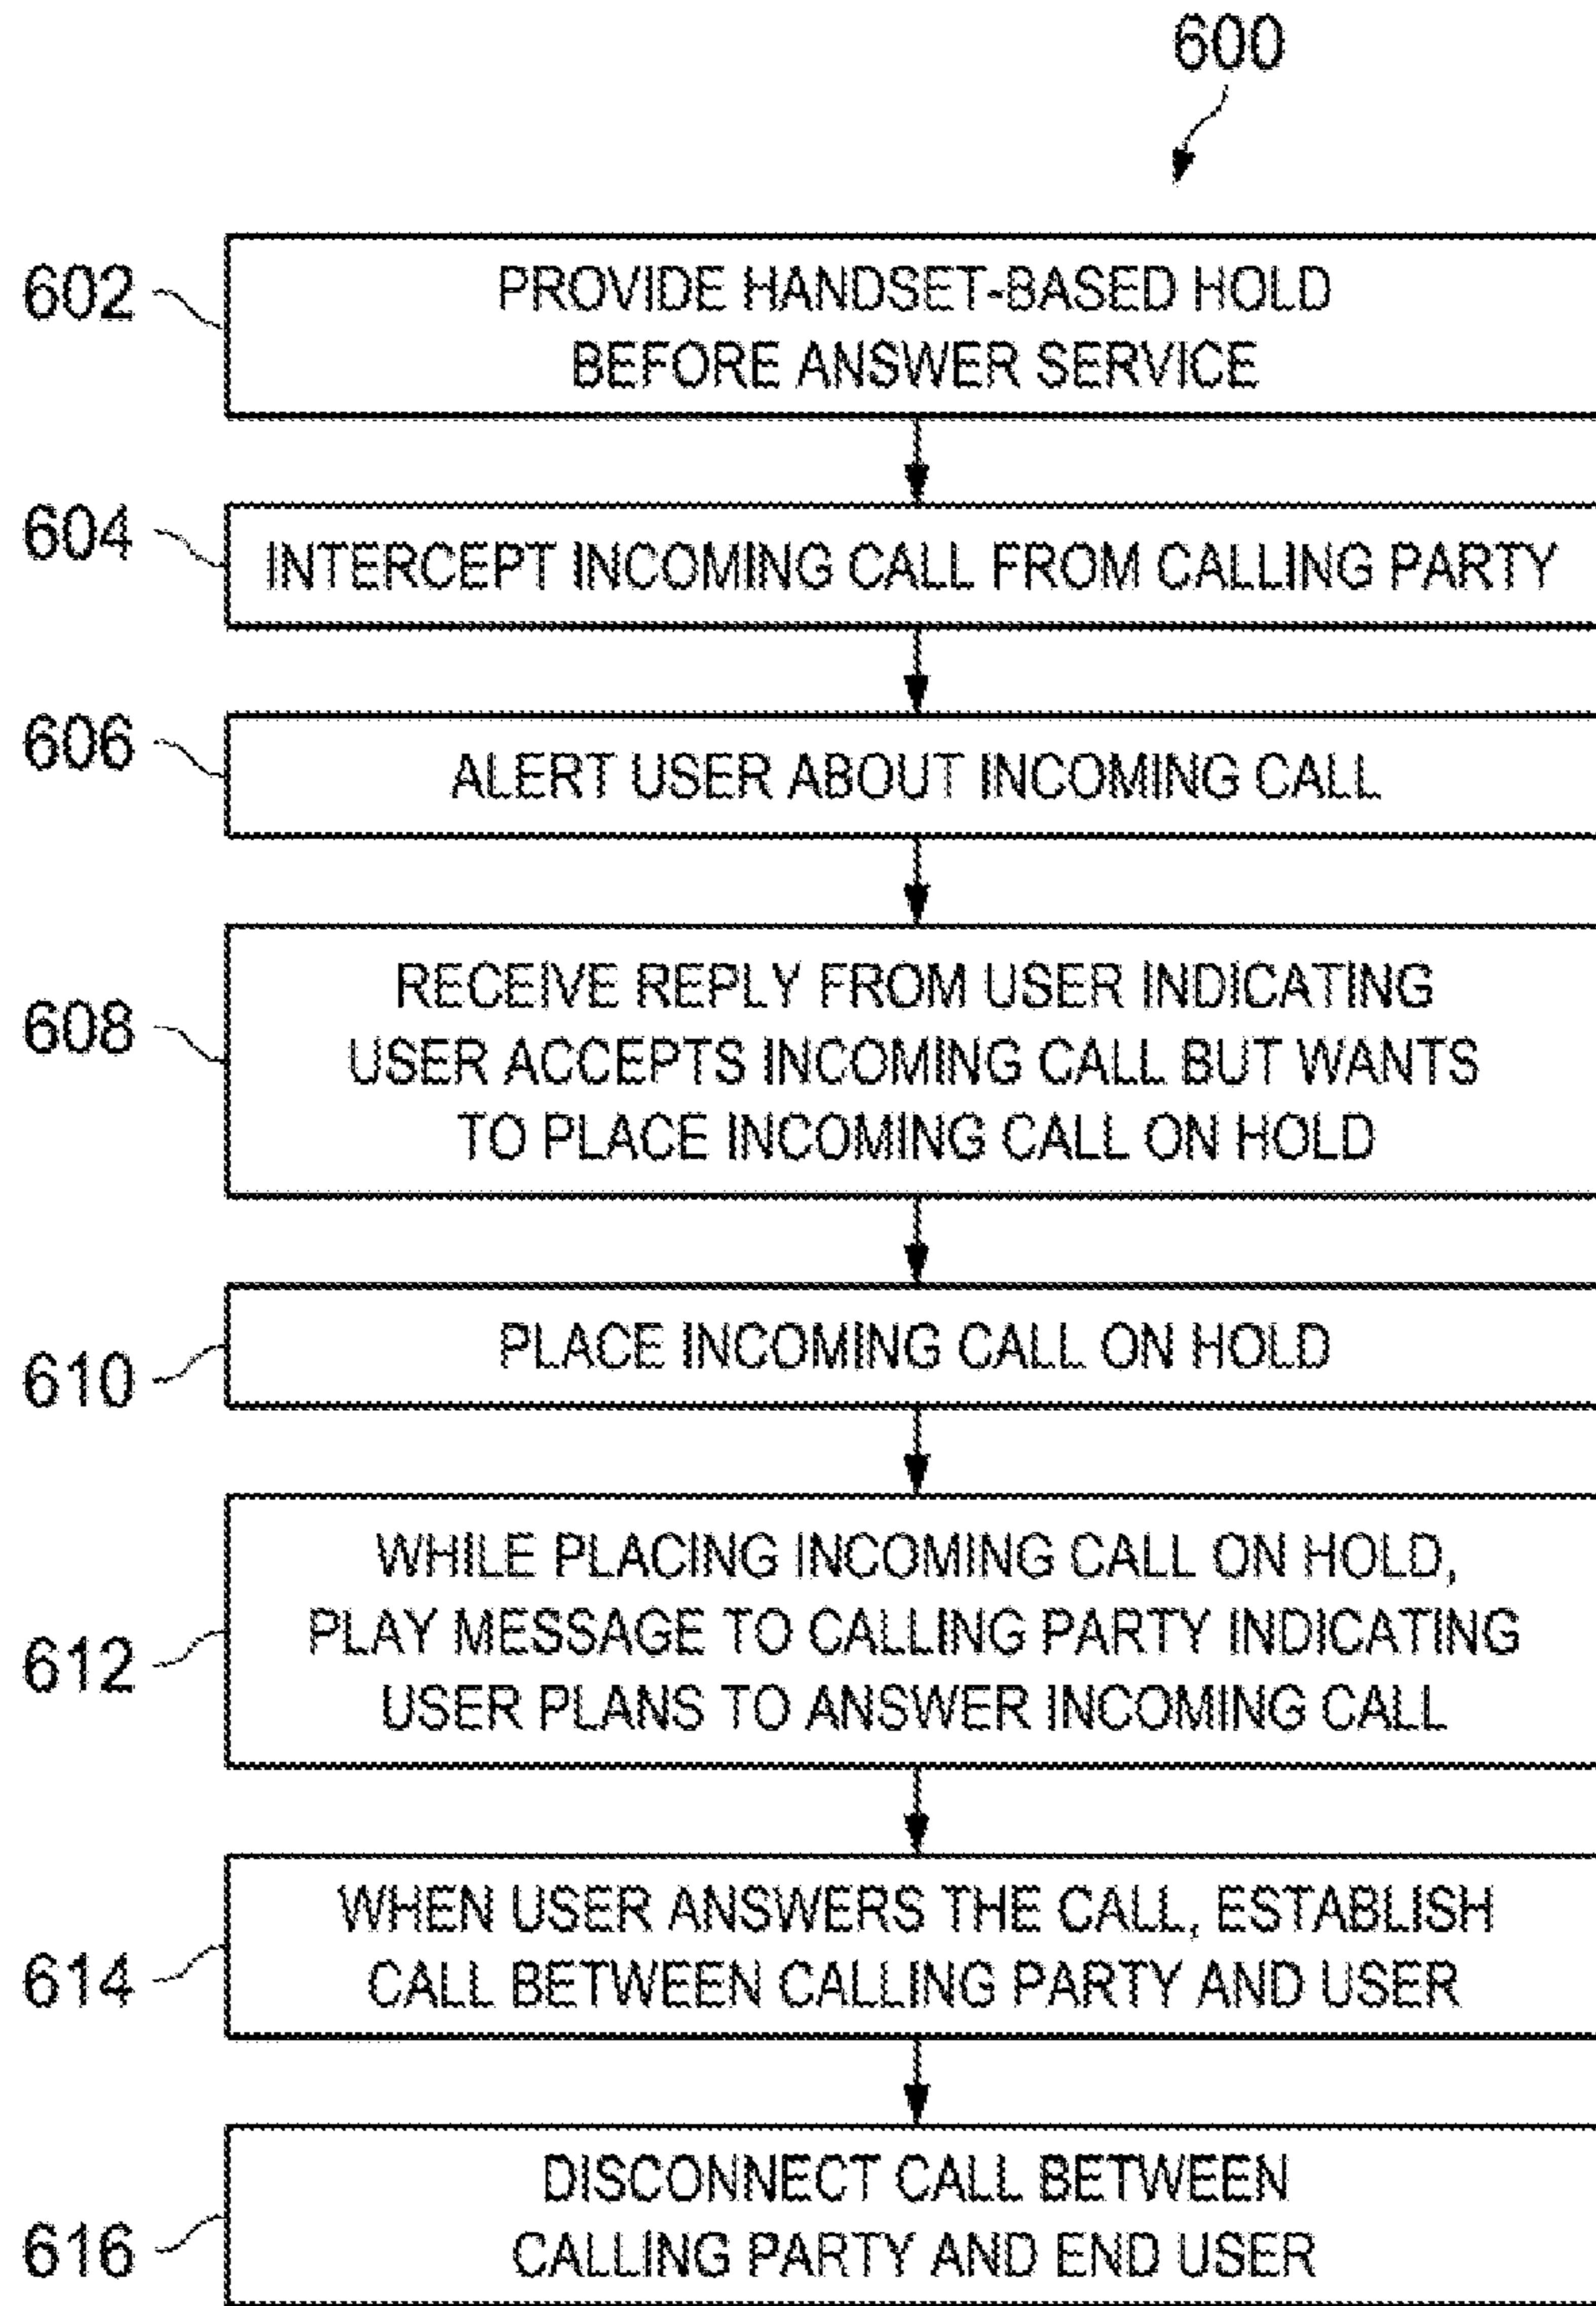 600
602
PROVIDE HANDSET-BASED HOLD
BEFORE ANSWER SERVICE
604
INTERCEPT INCOMING CALL FROM CALLING PARTY
606
ALERT USER ABOUT INCOMING CALL
608
RECEIVE REPLY FROM USER INDICATING
USER ACCEPTS INCOMING CALL BUT WANTS
TO PLACE INCOMING CALL ON HOLD
610
PLACE INCOMING CALL ON HOLD
612
WHILE PLACING INCOMING CALL ON HOLD,
PLAY MESSAGE TO CALLING PARTY INDICATING
USER PLANS TO ANSWER INCOMING CALL
614
WHEN USER ANSWERS THE CALL, ESTABLISH
CALL BETWEEN CALLING PARTY AND USER
616
DISCONNECT CALL BETWEEN
CALLING PARTY AND END USER